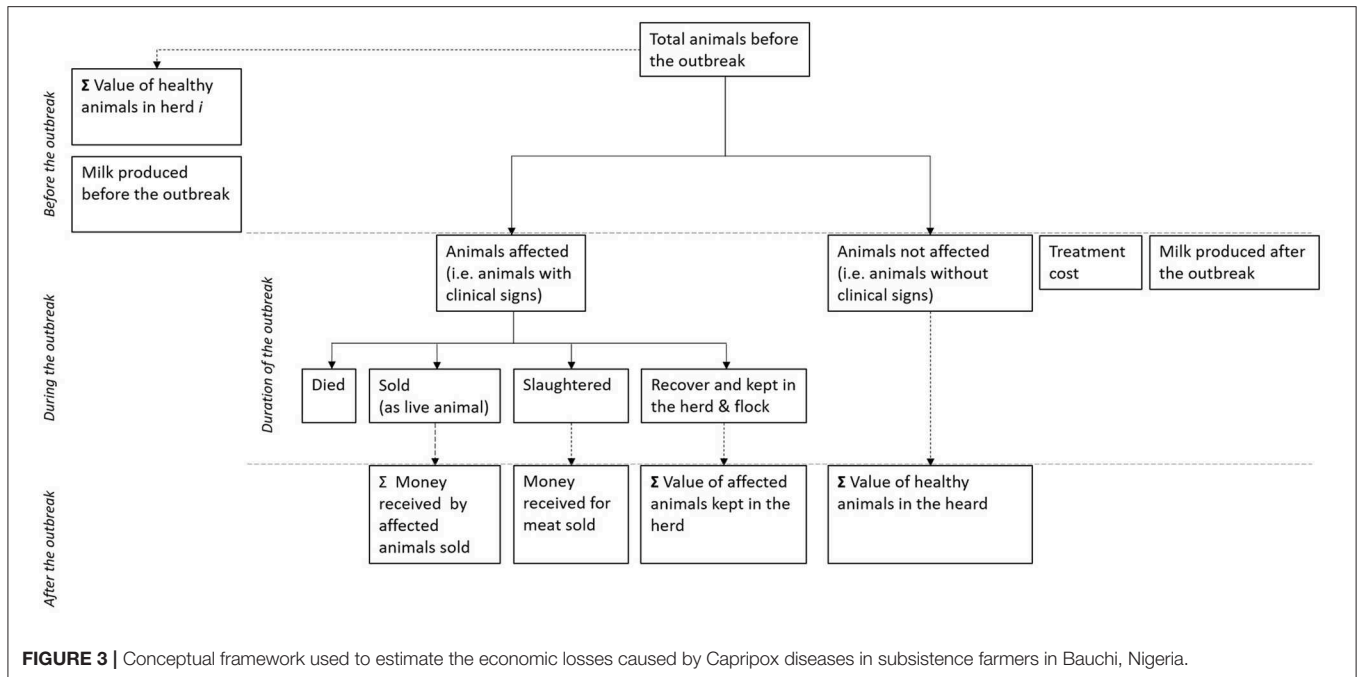 Total animals before
the outbreak
Before the outbreak
Σ Value of healthy
animals in herd i
Milk produced
before the outbreak
During the outbreak
Duration of the outbreak
Animals affected
(i.e. animals with
clinical signs)
Animals not affected
(i.e. animals without
clinical signs)
Treatment
cost
Milk produced after
the outbreak
Died
Sold
(as live animal)
Slaughtered
Recover and kept in
the herd & flock
After the outbreak
Σ Money
received by
affected
animals sold
Money
received for
meat sold
Σ Value of affected
animals kept in the
herd
Σ Value of healthy
animals in the heard
FIGURE 3 | Conceptual framework used to estimate the economic losses caused by Capripox diseases in subsistence farmers in Bauchi, Nigeria.